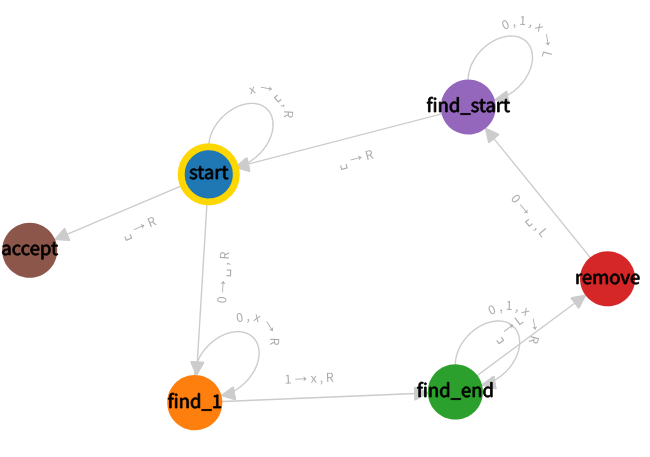 0,1,x→L
x→⊔,R
find_start
⊔→R
start
0→⊔,L
⊔→R
accept
0→⊔,R
remove
0,x→R
0,1,x→R
⊔→L
1→x,R
find_end
find_1